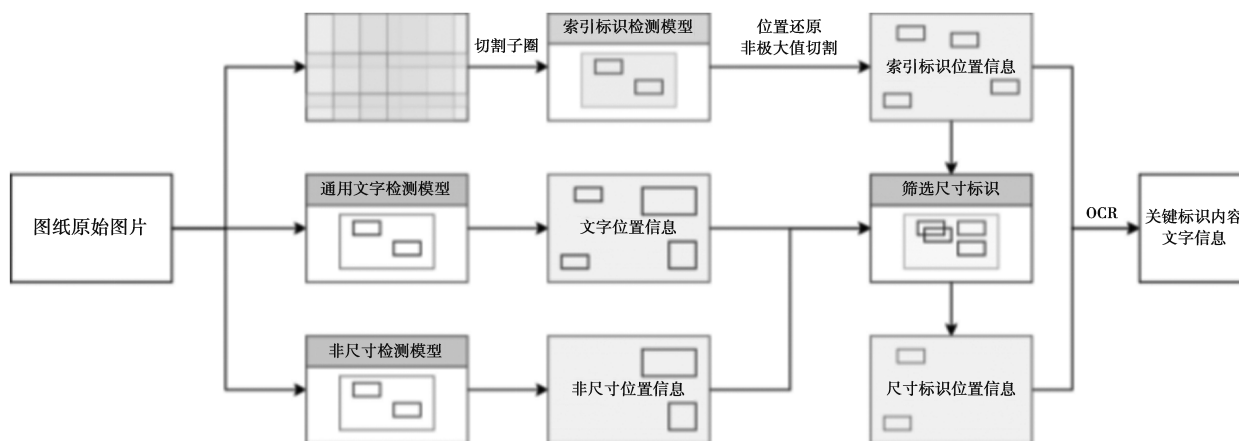 切割子圈
索引标识检测模型
位置还原
非极大值切割
索引标识位置信息
图纸原始图片
通用文字检测模型
文字位置信息
筛选尺寸标识
OCR
关键标识内容
文字信息
非尺寸检测模型
非尺寸位置信息
尺寸标识位置信息